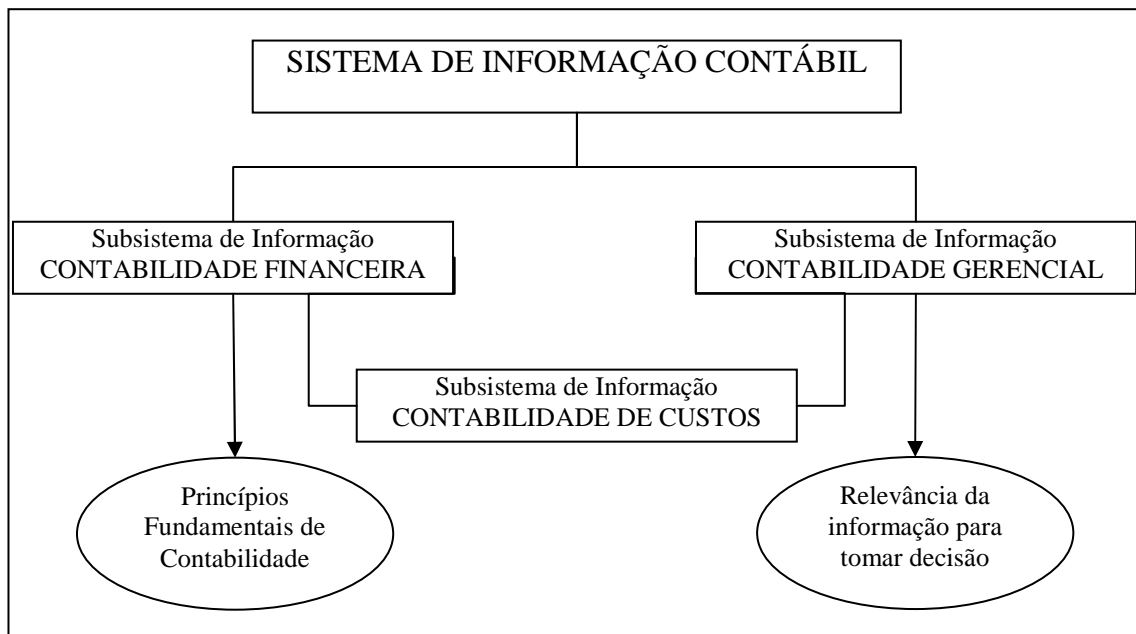 SISTEMA DE INFORMAÇÃO CONTÁBIL
Subsistema de Informação
CONTABILIDADE FINANCEIRA
Subsistema de Informação
CONTABILIDADE GERENCIAL
Subsistema de Informação
CONTABILIDADE DE CUSTOS
Princípios
Fundamentais de
Contabilidade
Relevância da
informação para
tomar decisão